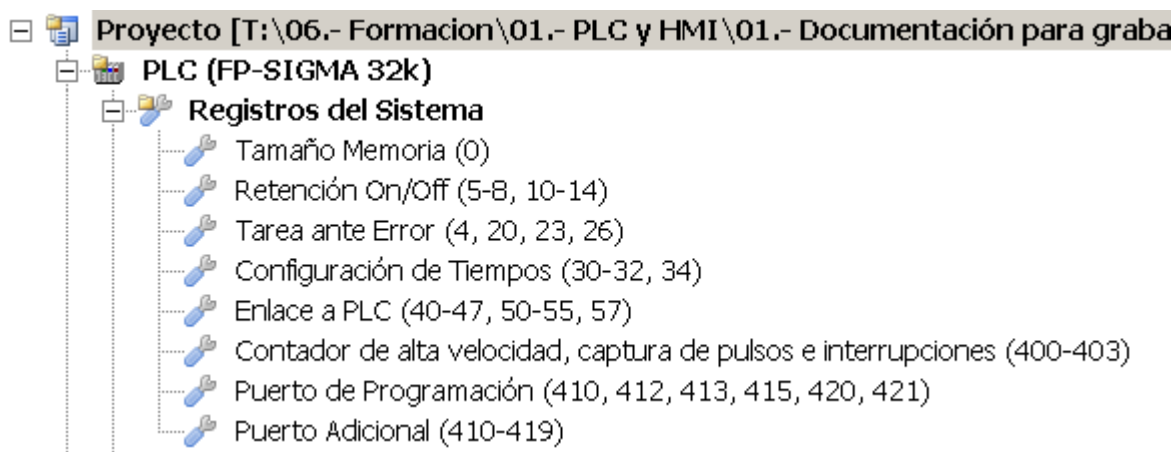 Proyecto [T:\06.- Formacion\01.- PLC y HMI\01.- Documentación para graba
PLC (FP-SIGMA 32k)
Registros del Sistema
Tamaño Memoria (0)
Retención On/Off (5-8, 10-14)
Tarea ante Error (4, 20, 23, 26)
Configuración de Tiempos (30-32, 34)
Enlace a PLC (40-47, 50-55, 57)
Contador de alta velocidad, captura de pulsos e interrupciones (400-403)
Puerto de Programación (410, 412, 413, 415, 420, 421)
Puerto Adicional (410-419)